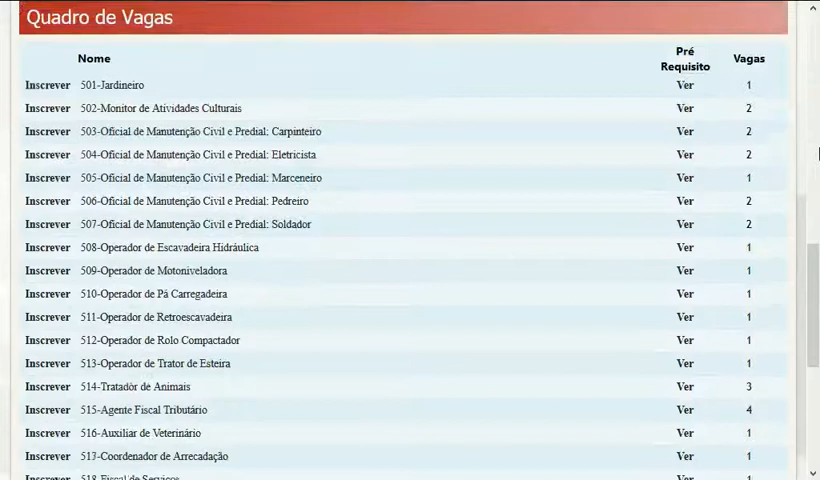 Quadro de Vagas
Nome Pré Requisito Vagas
Inscrever 501-Jardineiro Ver 1
Inscrever 502-Monitor de Atividades Culturais Ver 2
Inscrever 503-Oficial de Manutenção Civil e Predial: Carpinteiro Ver 2
Inscrever 504-Oficial de Manutenção Civil e Predial: Eletricista Ver 2
Inscrever 505-Oficial de Manutenção Civil e Predial: Marceneiro Ver 1
Inscrever 506-Oficial de Manutenção Civil e Predial: Pedreiro Ver 2
Inscrever 507-Oficial de Manutenção Civil e Predial: Soldador Ver 2
Inscrever 508-Operador de Escavadeira Hidráulica Ver 1
Inscrever 509-Operador de Motoniveladora Ver 1
Inscrever 510-Operador de Pá Carregadeira Ver 1
Inscrever 511-Operador de Retroescavadeira Ver 1
Inscrever 512-Operador de Rolo Compactador Ver 1
Inscrever 513-Operador de Trator de Esteira Ver 1
Inscrever 514-Tratador de Animais Ver 3
Inscrever 515-Agente Fiscal Tributário Ver 4
Inscrever 516-Auxiliar de Veterinário Ver 1
Inscrever 517-Coordenador de Arrecadação Ver 1
Inscrever 518-Fiscal de Serviços Ver 1